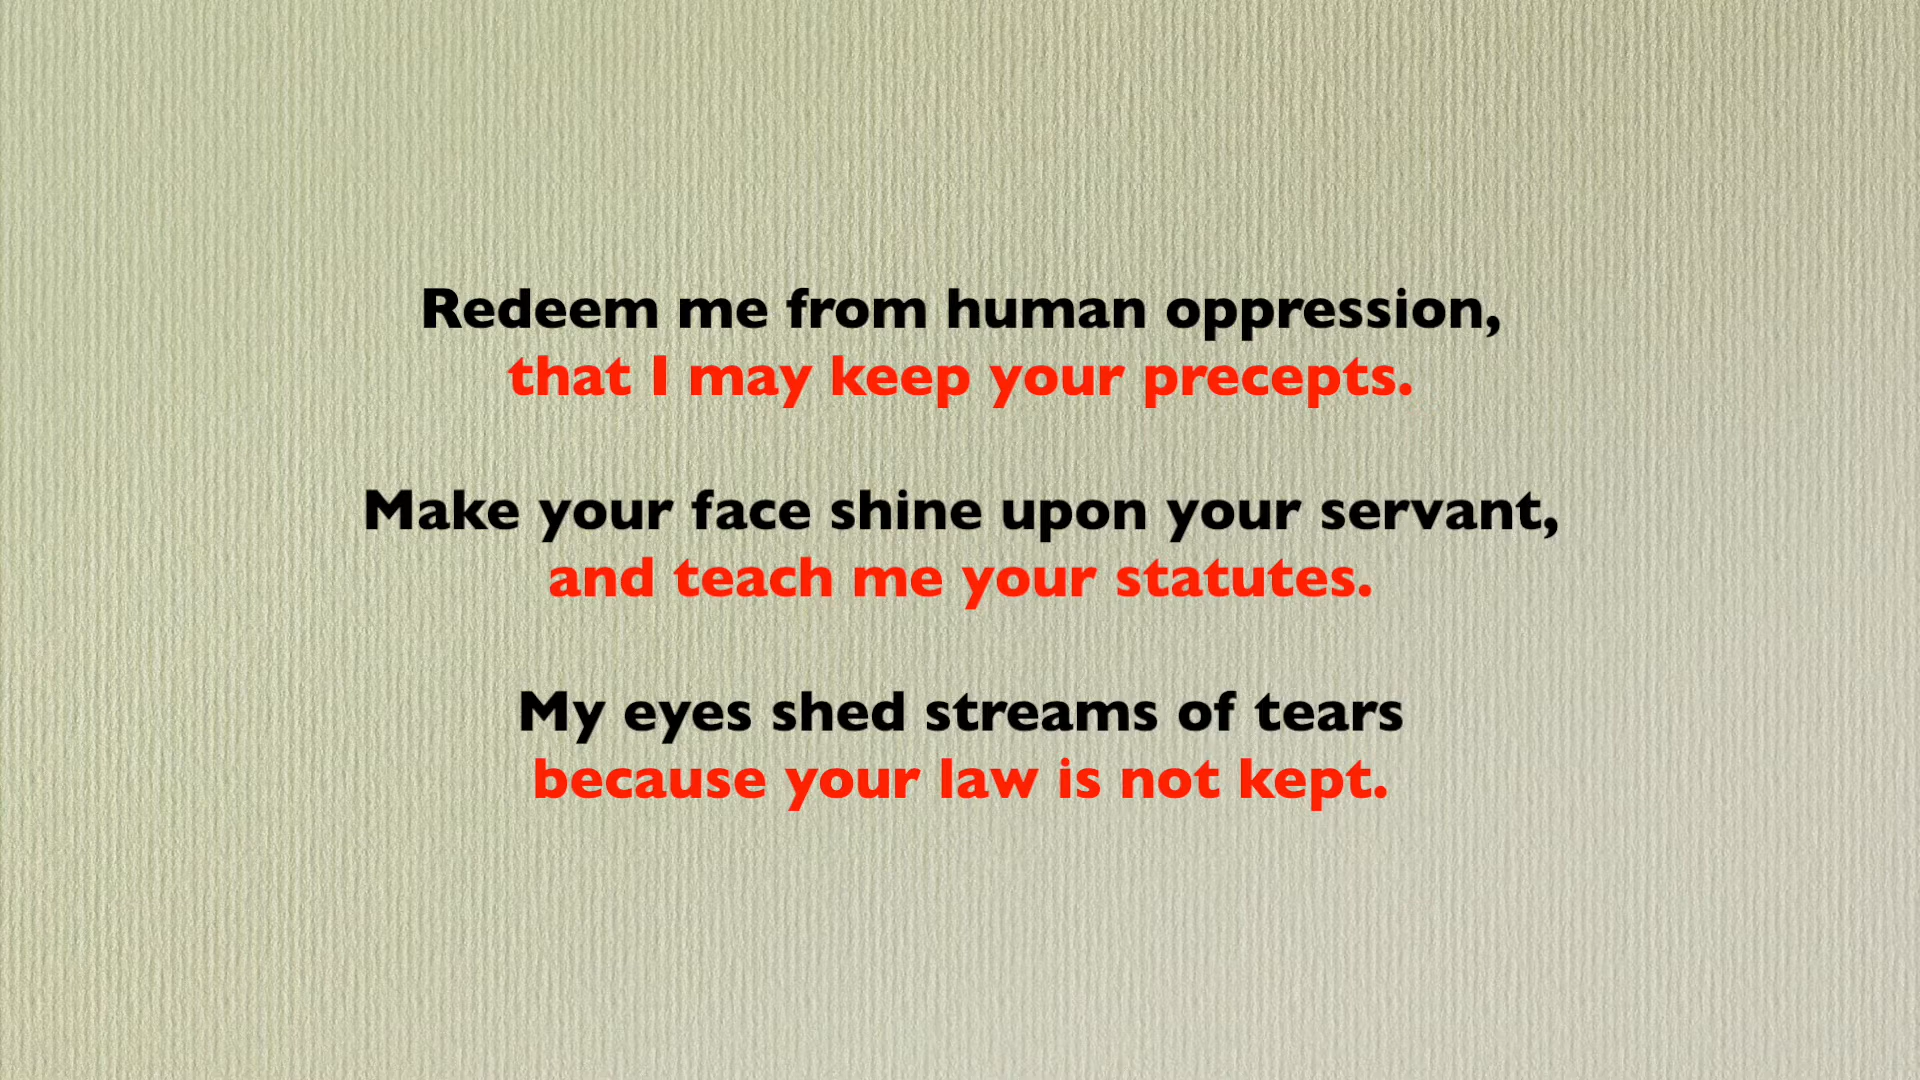 Redeem me from human oppression,
that I may keep your precepts.
Make your face shine upon your servant,
and teach me your statutes.
My eyes shed streams of tears
because your law is not kept.